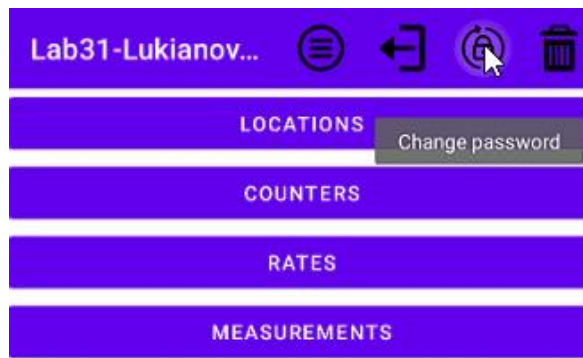 Lab31-Lukianov...
LOCATIONS
Change password
COUNTERS
RATES
MEASUREMENTS